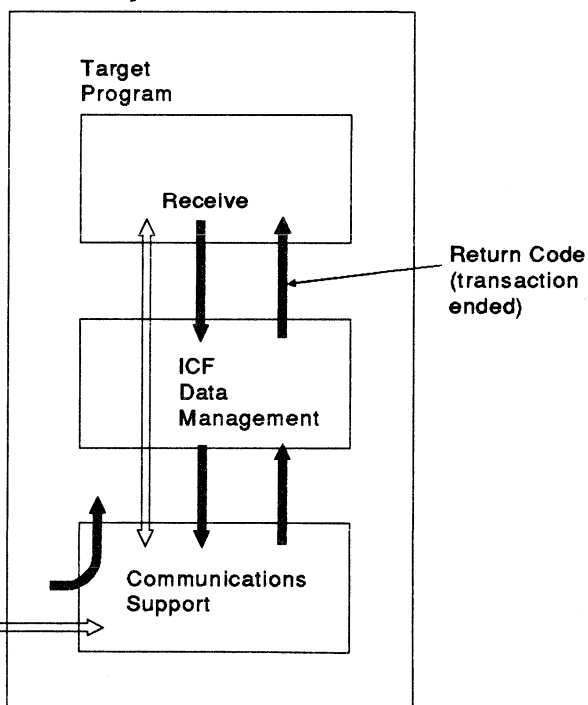 Target
Program
Receive
Return Code
(transaction
ended)
ICF
Data
Management
Communications
Support